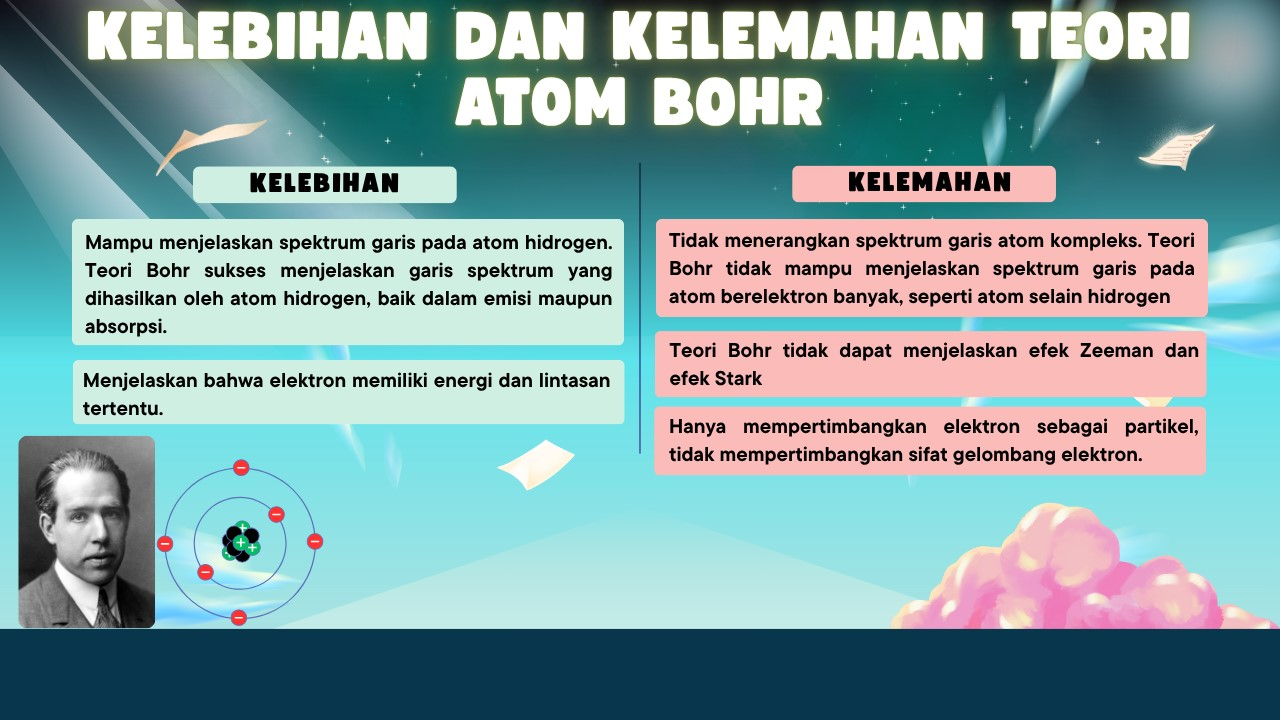 KELEBIHAN DAN KELEMAHAN TEORI
ATOM BOHR
KELEBIHAN
Mampu menjelaskan spektrum garis pada atom hidrogen.
Teori Bohr sukses menjelaskan garis spektrum yang
dihasilkan oleh atom hidrogen, baik dalam emisi maupun
absorpsi.
Menjelaskan bahwa elektron memiliki energi dan lintasan
tertentu.
KELEMAHAN
Tidak menerangkan spektrum garis atom kompleks. Teori
Bohr tidak mampu menjelaskan spektrum garis pada
atom berelektron banyak, seperti atom selain hidrogen
Teori Bohr tidak dapat menjelaskan efek Zeeman dan
efek Stark
Hanya mempertimbangkan elektron sebagai partikel,
tidak mempertimbangkan sifat gelombang elektron.